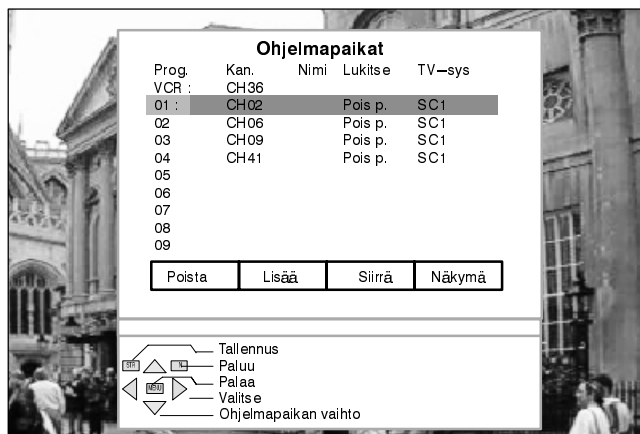 Ohjelmapaikat
Prog. Kan. Nimi Lukitse TV–sys
VCR : CH36
01 : CH02 Pois p. SC1
02 CH06 Pois p. SC1
03 CH09 Pois p. SC1
04 CH41 Pois p. SC1
05
06
07
08
09
Poista Lisää Siirrä Näkymä
Tallennus
STR N Paluu
MENU Palaa
Valitse
Ohjelmapaikan vaihto